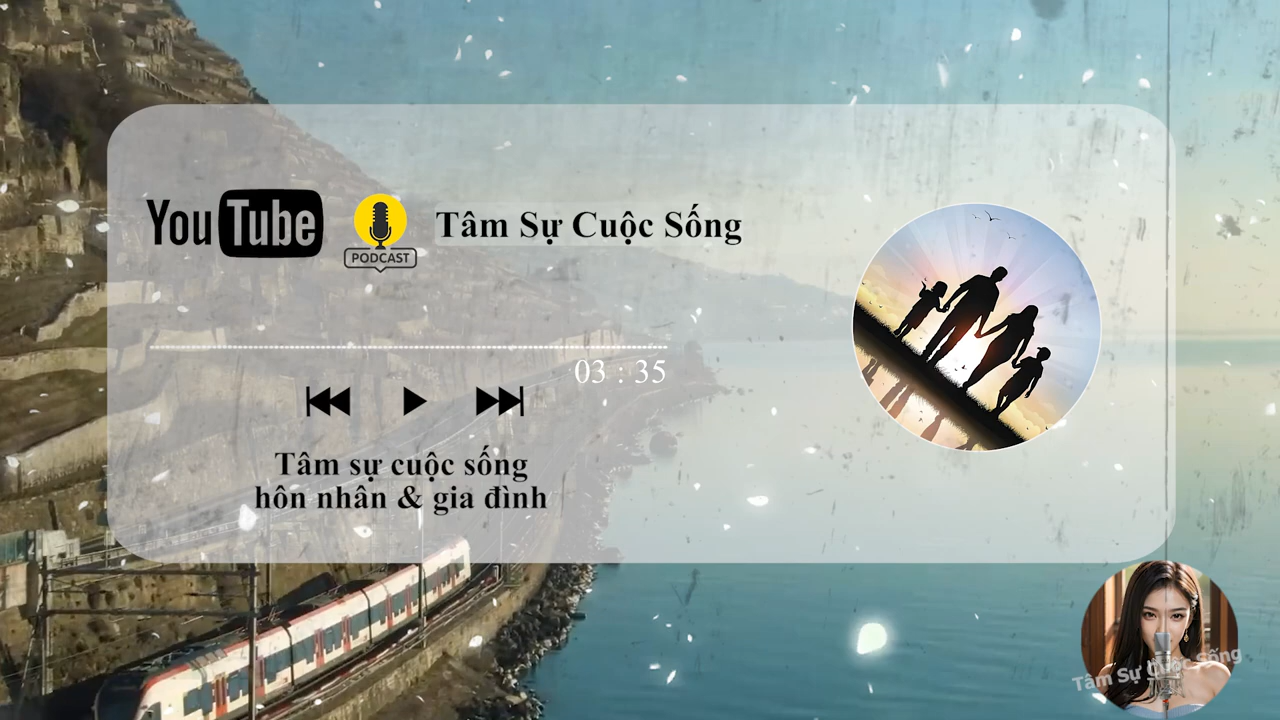 YouTube
PODCAST
Tâm Sự Cuộc Sống
03 : 35
Tâm sự cuộc sống
hôn nhân & gia đình
Tâm Sự Cuộc Sống